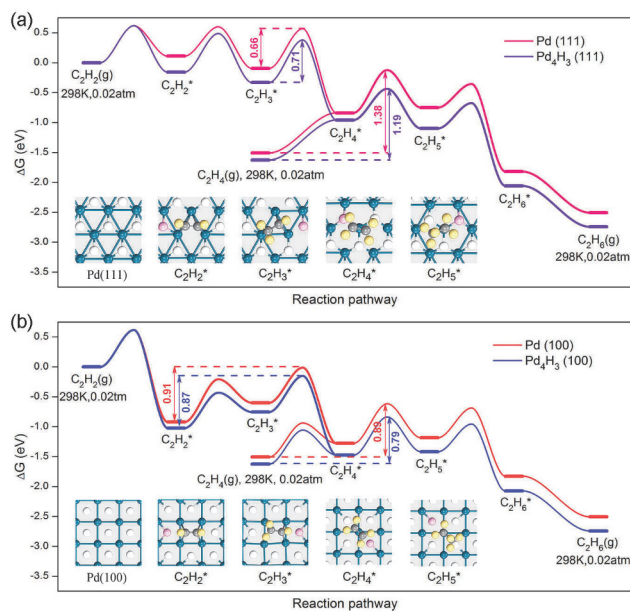 (a)
Pd (111)
Pd₄H₃ (111)
ΔG (eV)
0.5
0.0
-0.5
-1.0
-1.5
-2.0
-2.5
-3.0
-3.5
C₂H₂(g)
298K,0.02atm
C₂H₂*
C₂H₃*
0.66
0.71
C₂H₄*
1.38
1.19
C₂H₄(g), 298K, 0.02atm
C₂H₅*
C₂H₆*
C₂H₆(g)
298K,0.02atm
Pd(111)
C₂H₂*
C₂H₃*
C₂H₄*
C₂H₅*
Reaction pathway
(b)
Pd (100)
Pd₄H₃ (100)
ΔG (eV)
0.5
0.0
-0.5
-1.0
-1.5
-2.0
-2.5
-3.0
-3.5
C₂H₂(g)
298K,0.02tm
0.91
0.87
C₂H₂*
C₂H₃*
C₂H₄(g), 298K, 0.02atm
C₂H₄*
0.89
0.79
C₂H₅*
C₂H₆*
C₂H₆(g)
298K,0.02atm
Pd(100)
C₂H₂*
C₂H₃*
C₂H₄*
C₂H₅*
Reaction pathway